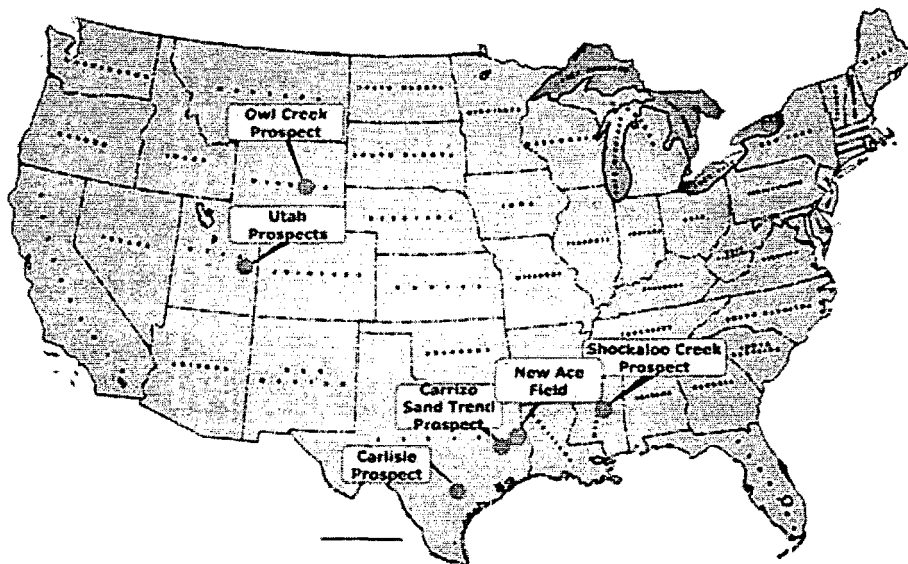 Owl Creek
Prospect
Utah
Prospects
Shockaloo Creek
Prospect
New Ace
Field
Carrizo
Sand Trend
Prospect
Carlisle
Prospect